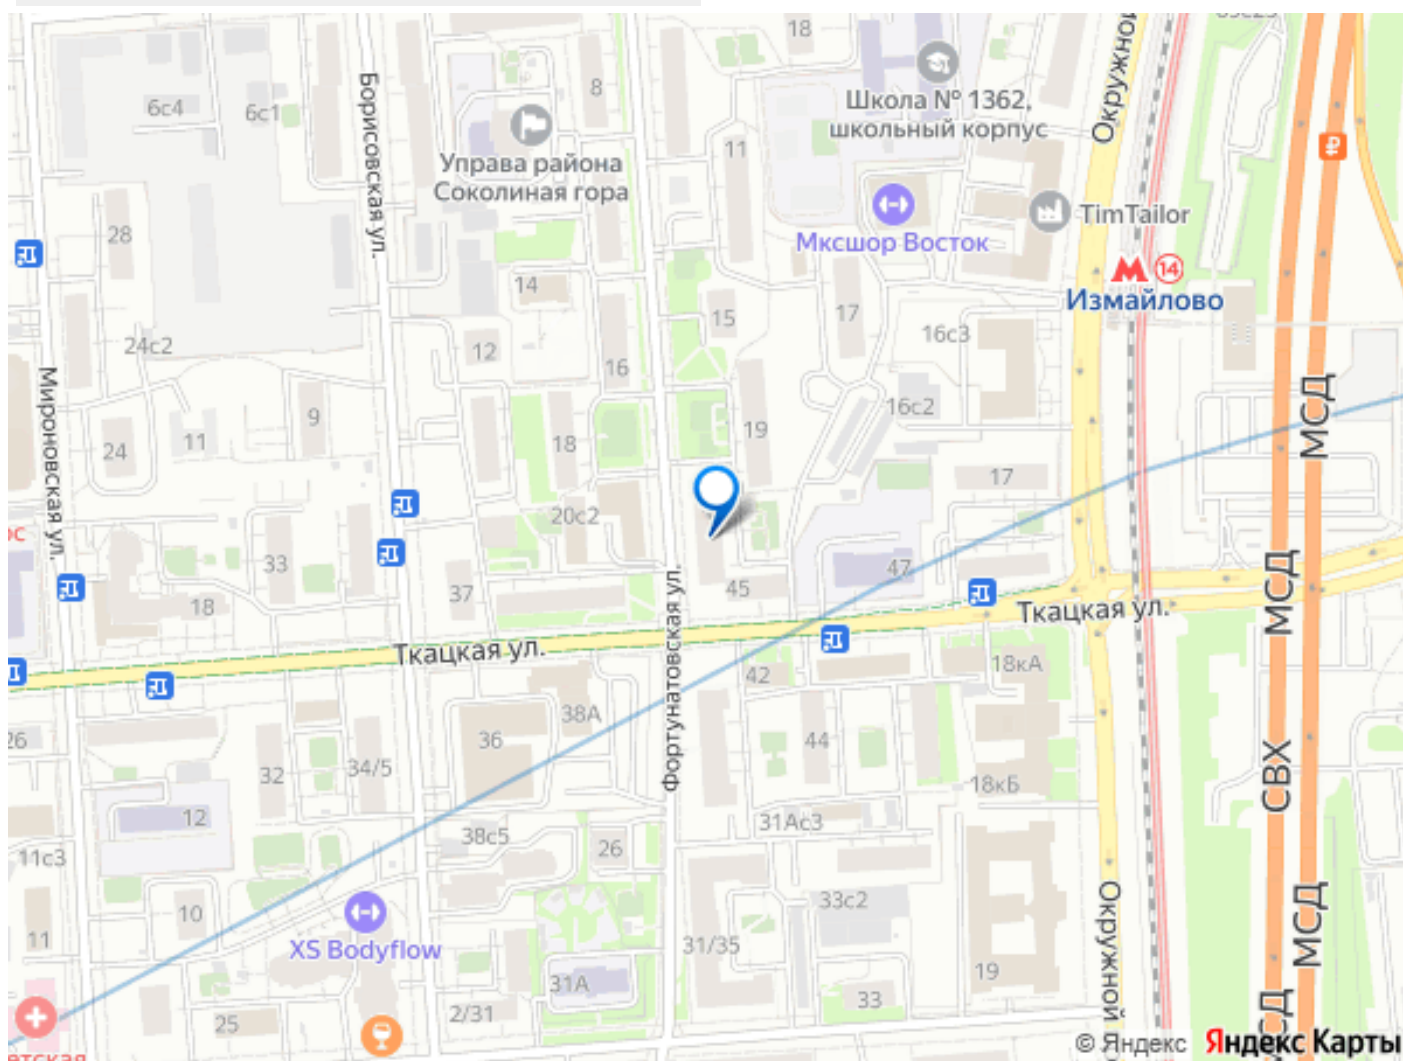 18
Окружной
8
6с4
6с1
Борисовская ул.
Школа № 1362,
школьный корпус
11
Управа района
Соколиная гора
TimTailor
Мксшор Восток
28
14
Измайлово
14
17
15
16с3
24с2
12
16
МСД
Мироновская ул.
9
16с2
11
24
18
19
17
20с2
33
37
47
45
МСД
18
Фортунатовская ул.
Ткацкая ул.
Ткацкая ул.
18кА
42
38А
26
36
44
32
34/5
СВХ
18кБ
12
31Ас3
38с5
26
11с3
33с2
Окружной
10
11
XS Bodyflow
31/35
МСД
19
31А
33
2/31
25
СД
© Яндекс
Яндекс Карты